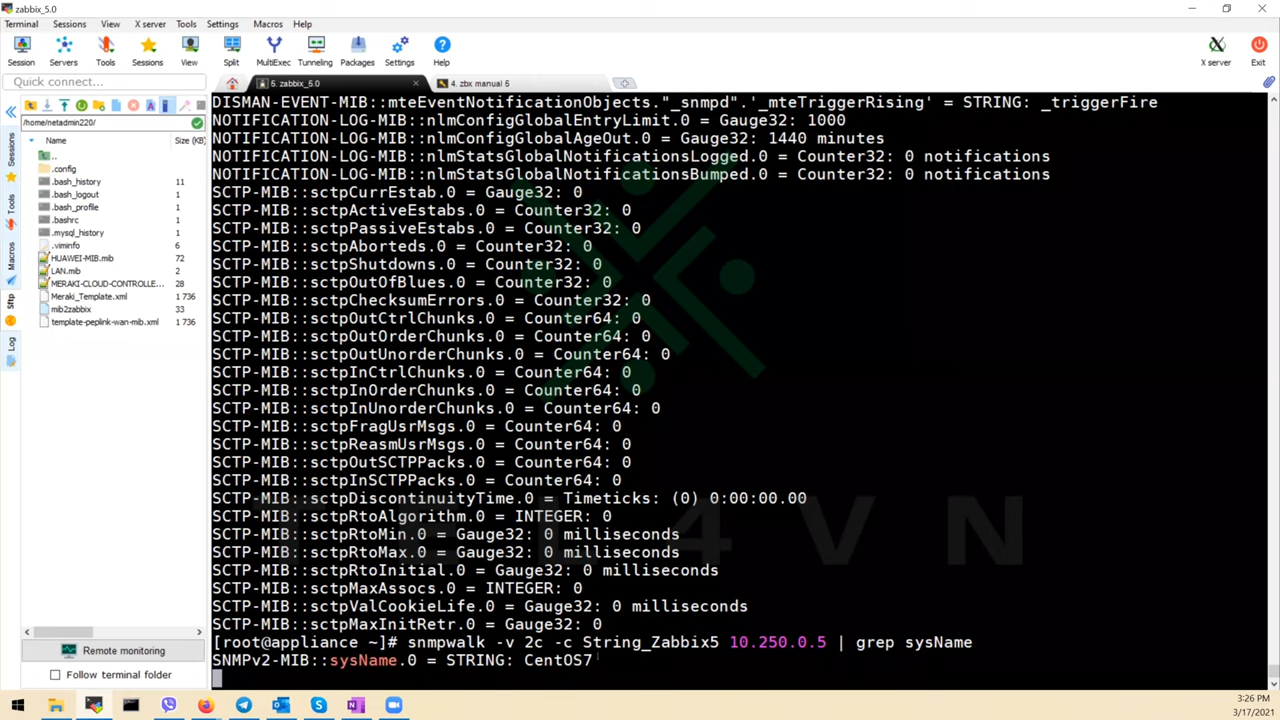 zabbix_5.0
Terminal Sessions View X server Tools Settings Macros Help
Session Servers Tools Sessions View Split MultiExec Tunneling Packages Settings Help X server Exit
Quick connect...
5. zabbix_5.0
4. zbx manual 5
/home/netadmin220/
Name Size (KB)
..
.config
.bash_history 11
.bash_logout 1
.bash_profile 1
.bashrc 1
.mysql_history 1
.viminfo 6
HUAWEI-MIB.mib 72
LAN.mib 2
MERAKI-CLOUD-CONTROLLE... 28
Meraki_Template.xml 1 736
mib2zabbix 33
template-peplink-wan-mib.xml 1 736
Sessions
Tools
Macros
Sftp
Log
Remote monitoring
Follow terminal folder
DISMAN-EVENT-MIB::mteEventNotificationObjects."_snmpd".'_mteTriggerRising' = STRING: _triggerFire
NOTIFICATION-LOG-MIB::nlmConfigGlobalEntryLimit.0 = Gauge32: 1000
NOTIFICATION-LOG-MIB::nlmConfigGlobalAgeOut.0 = Gauge32: 1440 minutes
NOTIFICATION-LOG-MIB::nlmStatsGlobalNotificationsLogged.0 = Counter32: 0 notifications
NOTIFICATION-LOG-MIB::nlmStatsGlobalNotificationsBumped.0 = Counter32: 0 notifications
SCTP-MIB::sctpCurrEstab.0 = Gauge32: 0
SCTP-MIB::sctpActiveEstabs.0 = Counter32: 0
SCTP-MIB::sctpPassiveEstabs.0 = Counter32: 0
SCTP-MIB::sctpAborteds.0 = Counter32: 0
SCTP-MIB::sctpShutdowns.0 = Counter32: 0
SCTP-MIB::sctpOutOfBlues.0 = Counter32: 0
SCTP-MIB::sctpChecksumErrors.0 = Counter32: 0
SCTP-MIB::sctpOutCtrlChunks.0 = Counter64: 0
SCTP-MIB::sctpOutOrderChunks.0 = Counter64: 0
SCTP-MIB::sctpOutUnorderChunks.0 = Counter64: 0
SCTP-MIB::sctpInCtrlChunks.0 = Counter64: 0
SCTP-MIB::sctpInOrderChunks.0 = Counter64: 0
SCTP-MIB::sctpInUnorderChunks.0 = Counter64: 0
SCTP-MIB::sctpFragUsrMsgs.0 = Counter64: 0
SCTP-MIB::sctpReasmUsrMsgs.0 = Counter64: 0
SCTP-MIB::sctpOutSCTPPacks.0 = Counter64: 0
SCTP-MIB::sctpInSCTPPacks.0 = Counter64: 0
SCTP-MIB::sctpDiscontinuityTime.0 = Timeticks: (0) 0:00:00.00
SCTP-MIB::sctpRtoAlgorithm.0 = INTEGER: 0
SCTP-MIB::sctpRtoMin.0 = Gauge32: 0 milliseconds
SCTP-MIB::sctpRtoMax.0 = Gauge32: 0 milliseconds
SCTP-MIB::sctpRtoInitial.0 = Gauge32: 0 milliseconds
SCTP-MIB::sctpMaxAssocs.0 = INTEGER: 0
SCTP-MIB::sctpValCookieLife.0 = Gauge32: 0 milliseconds
SCTP-MIB::sctpMaxInitRetr.0 = Gauge32: 0
[root@appliance ~]# snmpwalk -v 2c -c String_Zabbix5 10.250.0.5 | grep sysName
SNMPv2-MIB::sysName.0 = STRING: CentOS7
TEL4VN
3:26 PM
3/17/2021